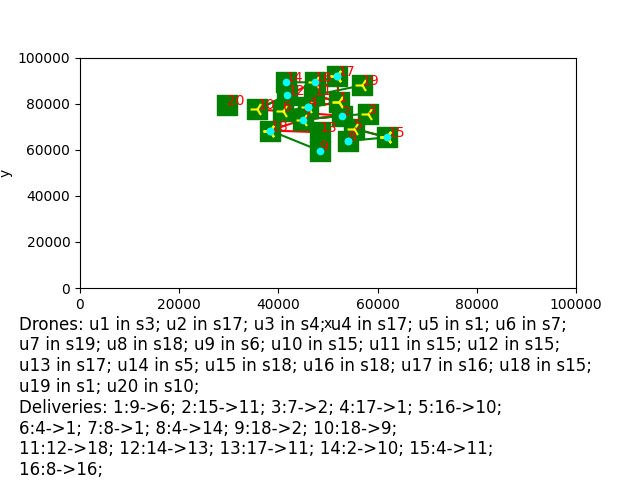 100000
80000
60000
40000
20000
0
y
14
17
19
20
15
0 20000 40000 60000 80000 100000
x
Drones: u1 in s3; u2 in s17; u3 in s4; u4 in s17; u5 in s1; u6 in s7;
u7 in s19; u8 in s18; u9 in s6; u10 in s15; u11 in s15; u12 in s15;
u13 in s17; u14 in s5; u15 in s18; u16 in s18; u17 in s16; u18 in s15;
u19 in s1; u20 in s10;
Deliveries: 1:9->6; 2:15->11; 3:7->2; 4:17->1; 5:16->10;
6:4->1; 7:8->1; 8:4->14; 9:18->2; 10:18->9;
11:12->18; 12:14->13; 13:17->11; 14:2->10; 15:4->11;
16:8->16;